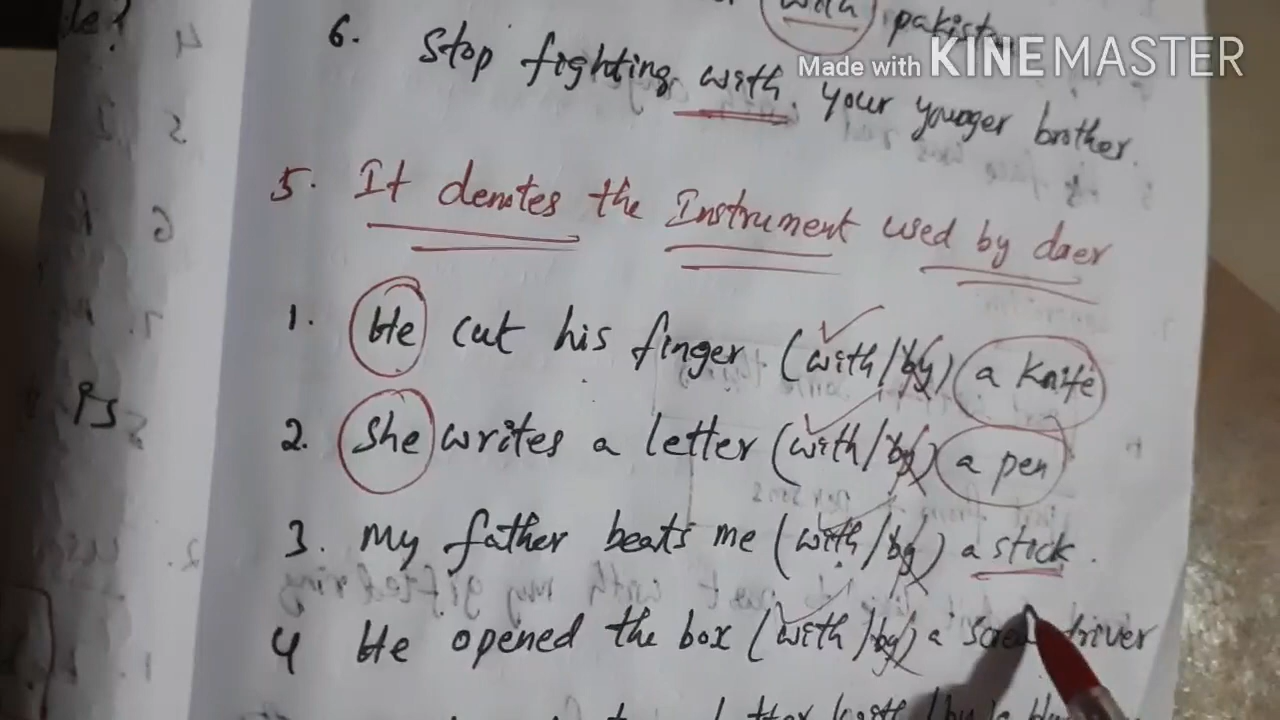 with pakistan
Made with KINEMASTER
6. Stop fighting with your younger brother.
5. It denotes the Instrument used by doer
1. He cut his finger (with/by) a knife
2. She writes a letter (with/by) a pen
3. My father beats me (with/by) a stick.
4 He opened the box (with/by) a screw driver